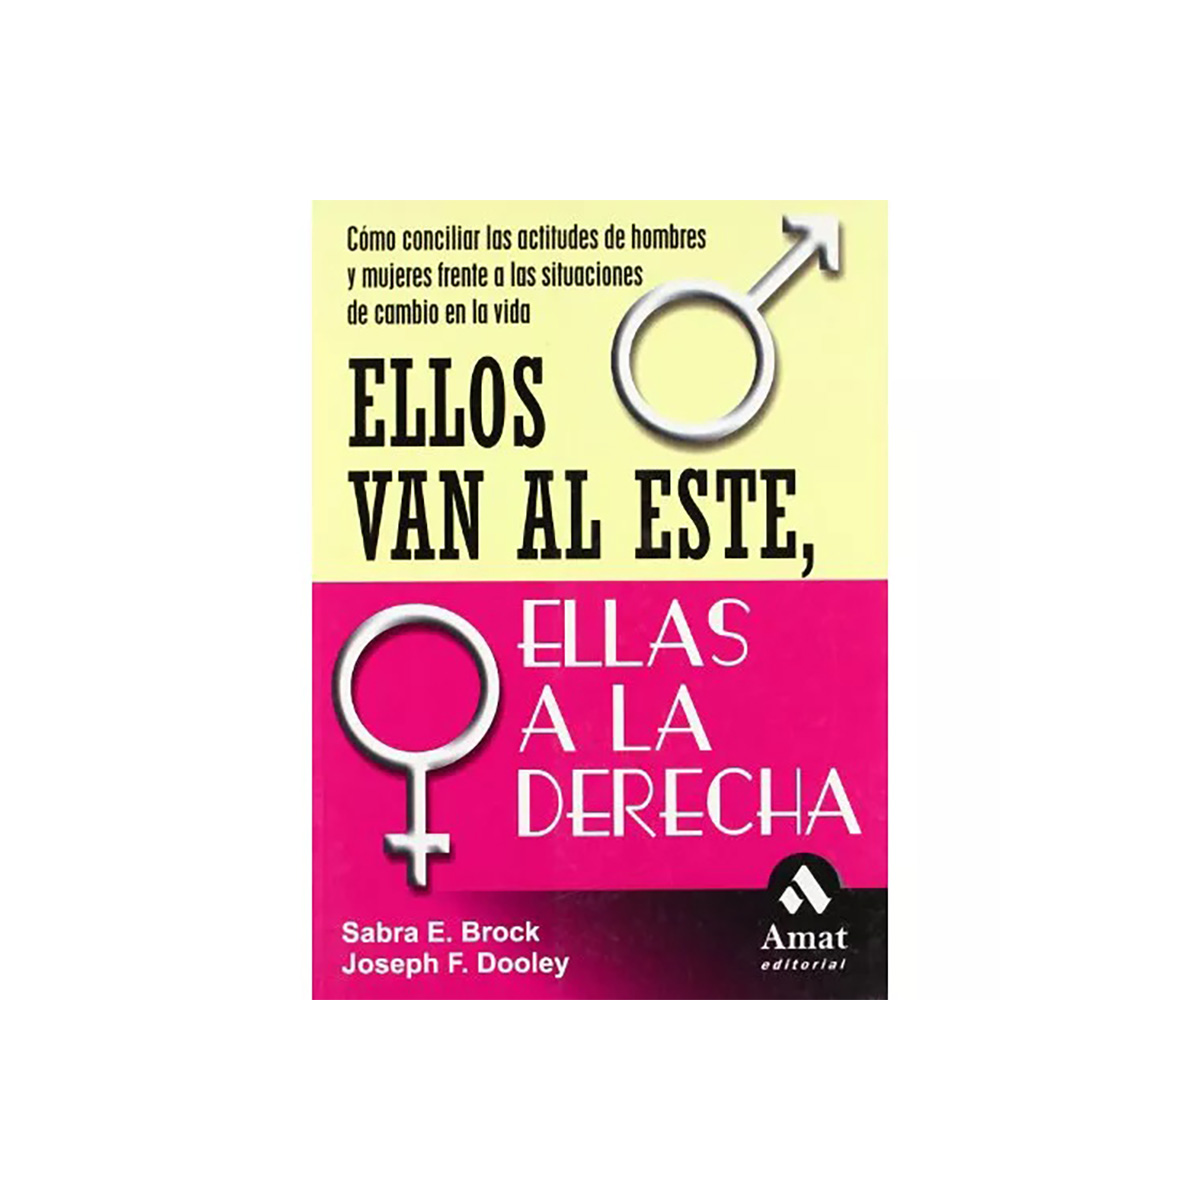 Cómo conciliar las actitudes de hombres
y mujeres frente a las situaciones
de cambio en la vida
ELLOS
VAN AL ESTE,
ELLAS
A LA
DERECHA
Sabra E. Brock
Joseph F. Dooley
Amat
editorial